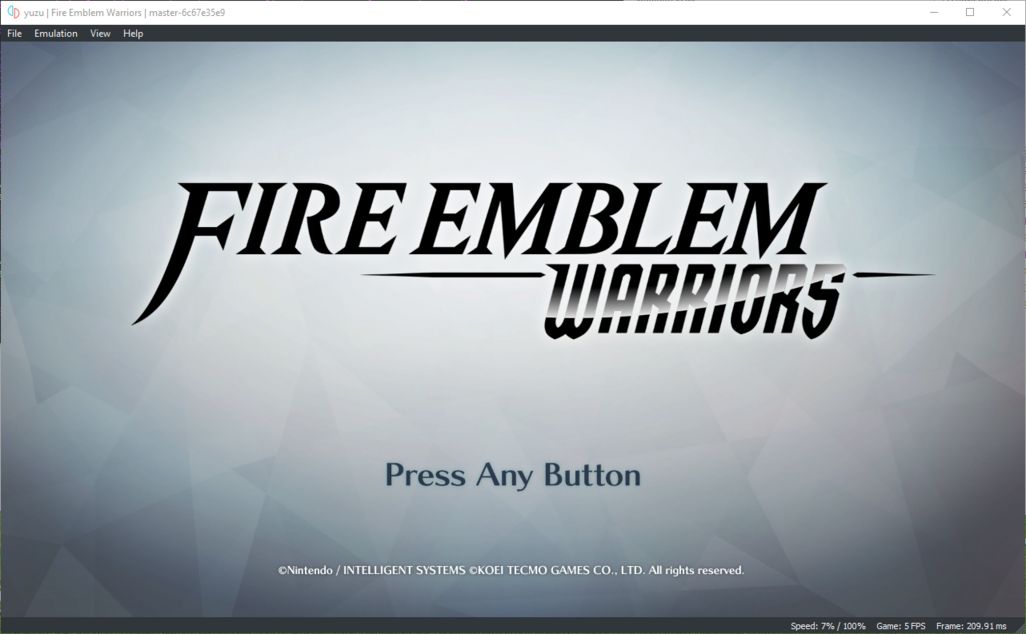 yuzu | Fire Emblem Warriors | master-6c67e35e9
File Emulation View Help
FIRE EMBLEM
WARRIORS
Press Any Button
©Nintendo / INTELLIGENT SYSTEMS ©KOEI TECMO GAMES CO., LTD. All rights reserved.
Speed: 7% / 100% Game: 5 FPS Frame: 209.91 ms